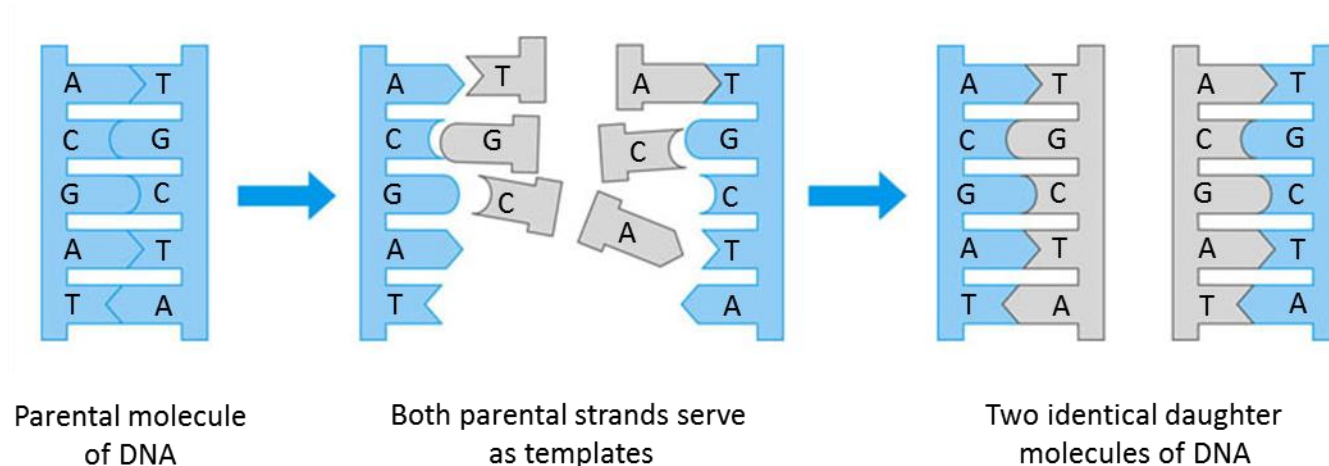 A T
C G
G C
A T
T A
A T A T
C G C G
G C C
A A T
T A
A T A T
C G C G
G C G C
A T A T
T A T A
Parental molecule
of DNA
Both parental strands serve
as templates
Two identical daughter
molecules of DNA